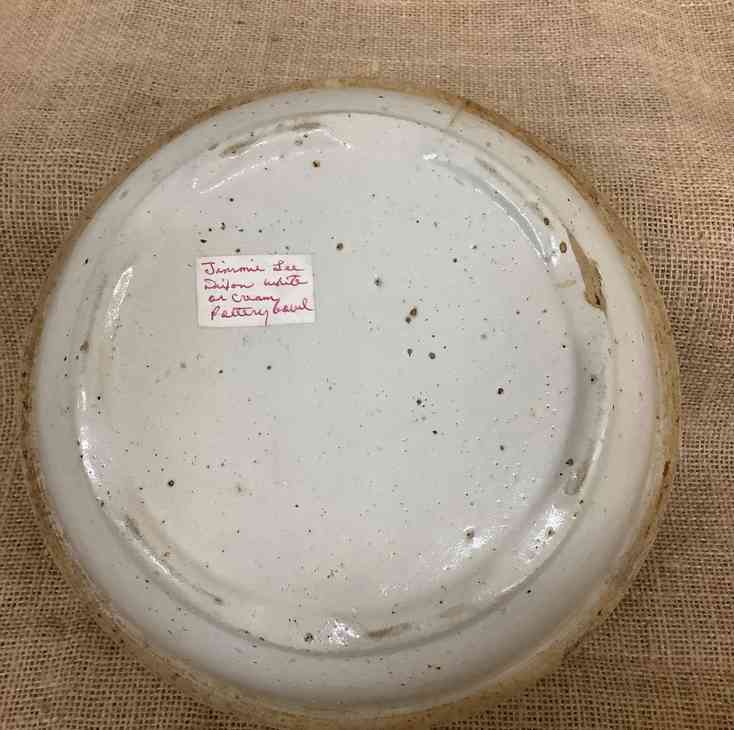 Jimmie Lee
Dixon white
or cream
Pottery bowl